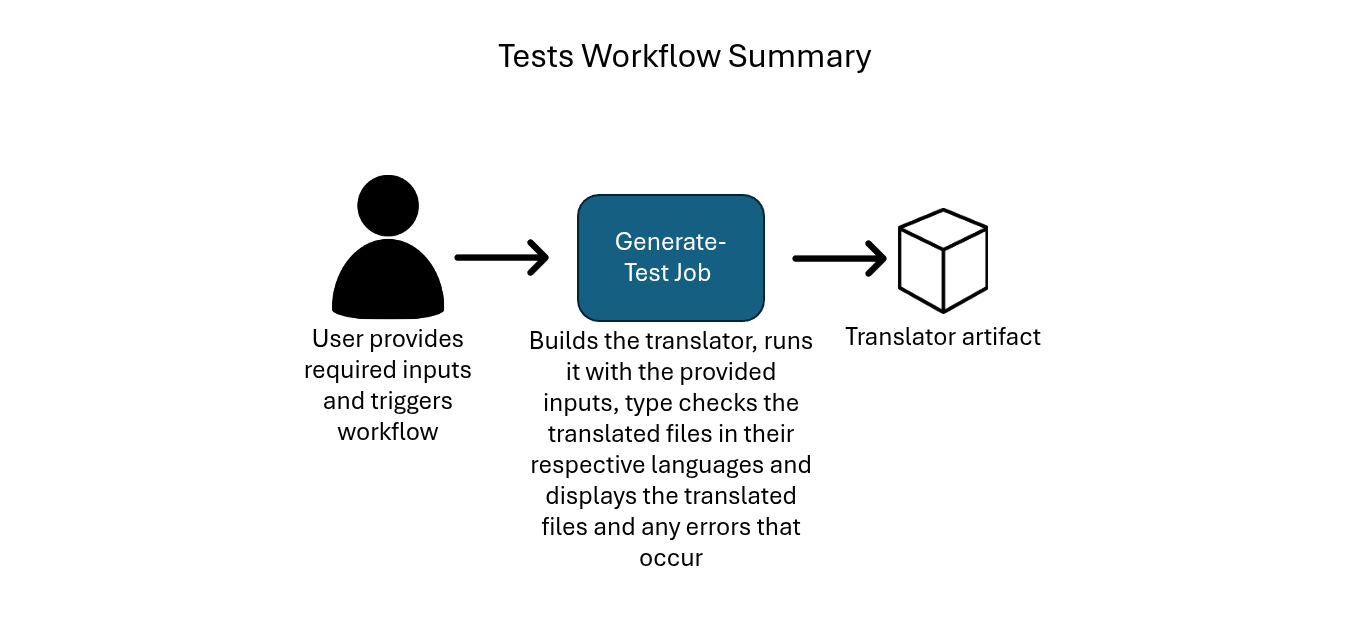 Tests Workflow Summary
Generate-
Test Job
User provides
required inputs
and triggers
workflow
Builds the translator, runs
it with the provided
inputs, type checks the
translated files in their
respective languages and
displays the translated
files and any errors that
occur
Translator artifact